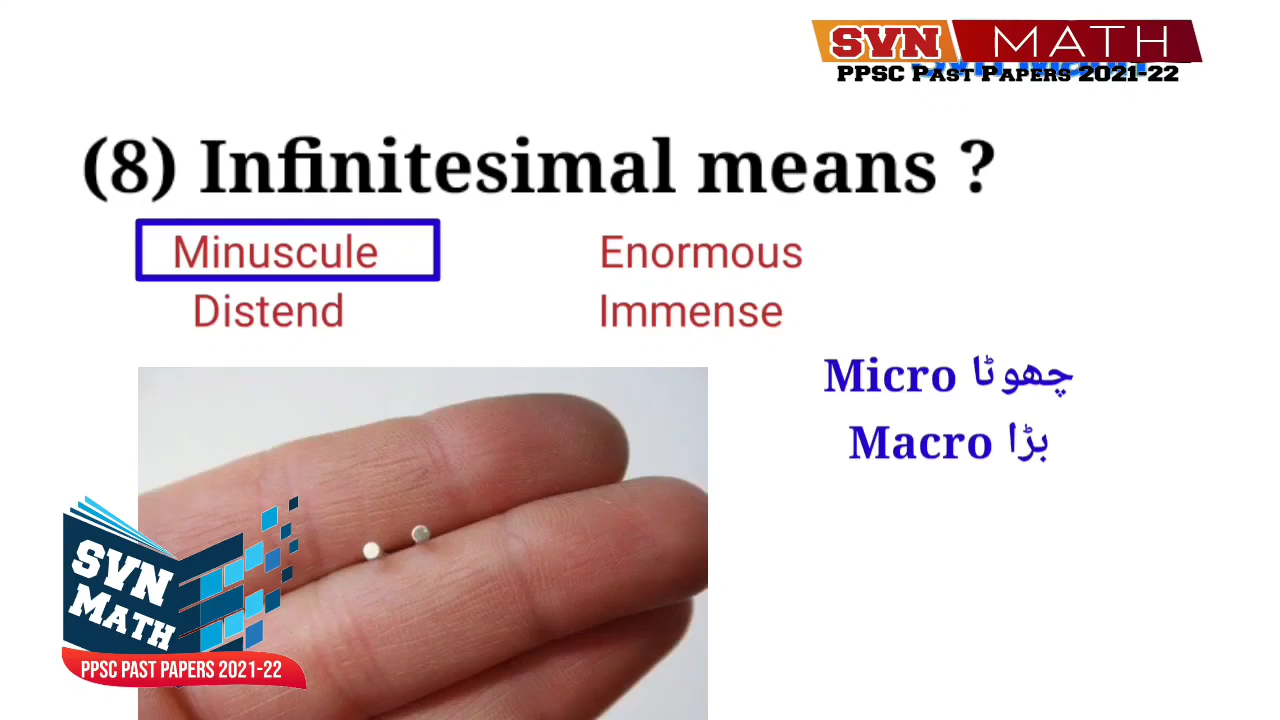 SVN MATH
PPSC PAST PAPERS 2021-22
(8) Infinitesimal means ?
Minuscule Enormous
Distend Immense
Micro چھوٹا
Macro بڑا
SVN
MATH
PPSC PAST PAPERS 2021-22